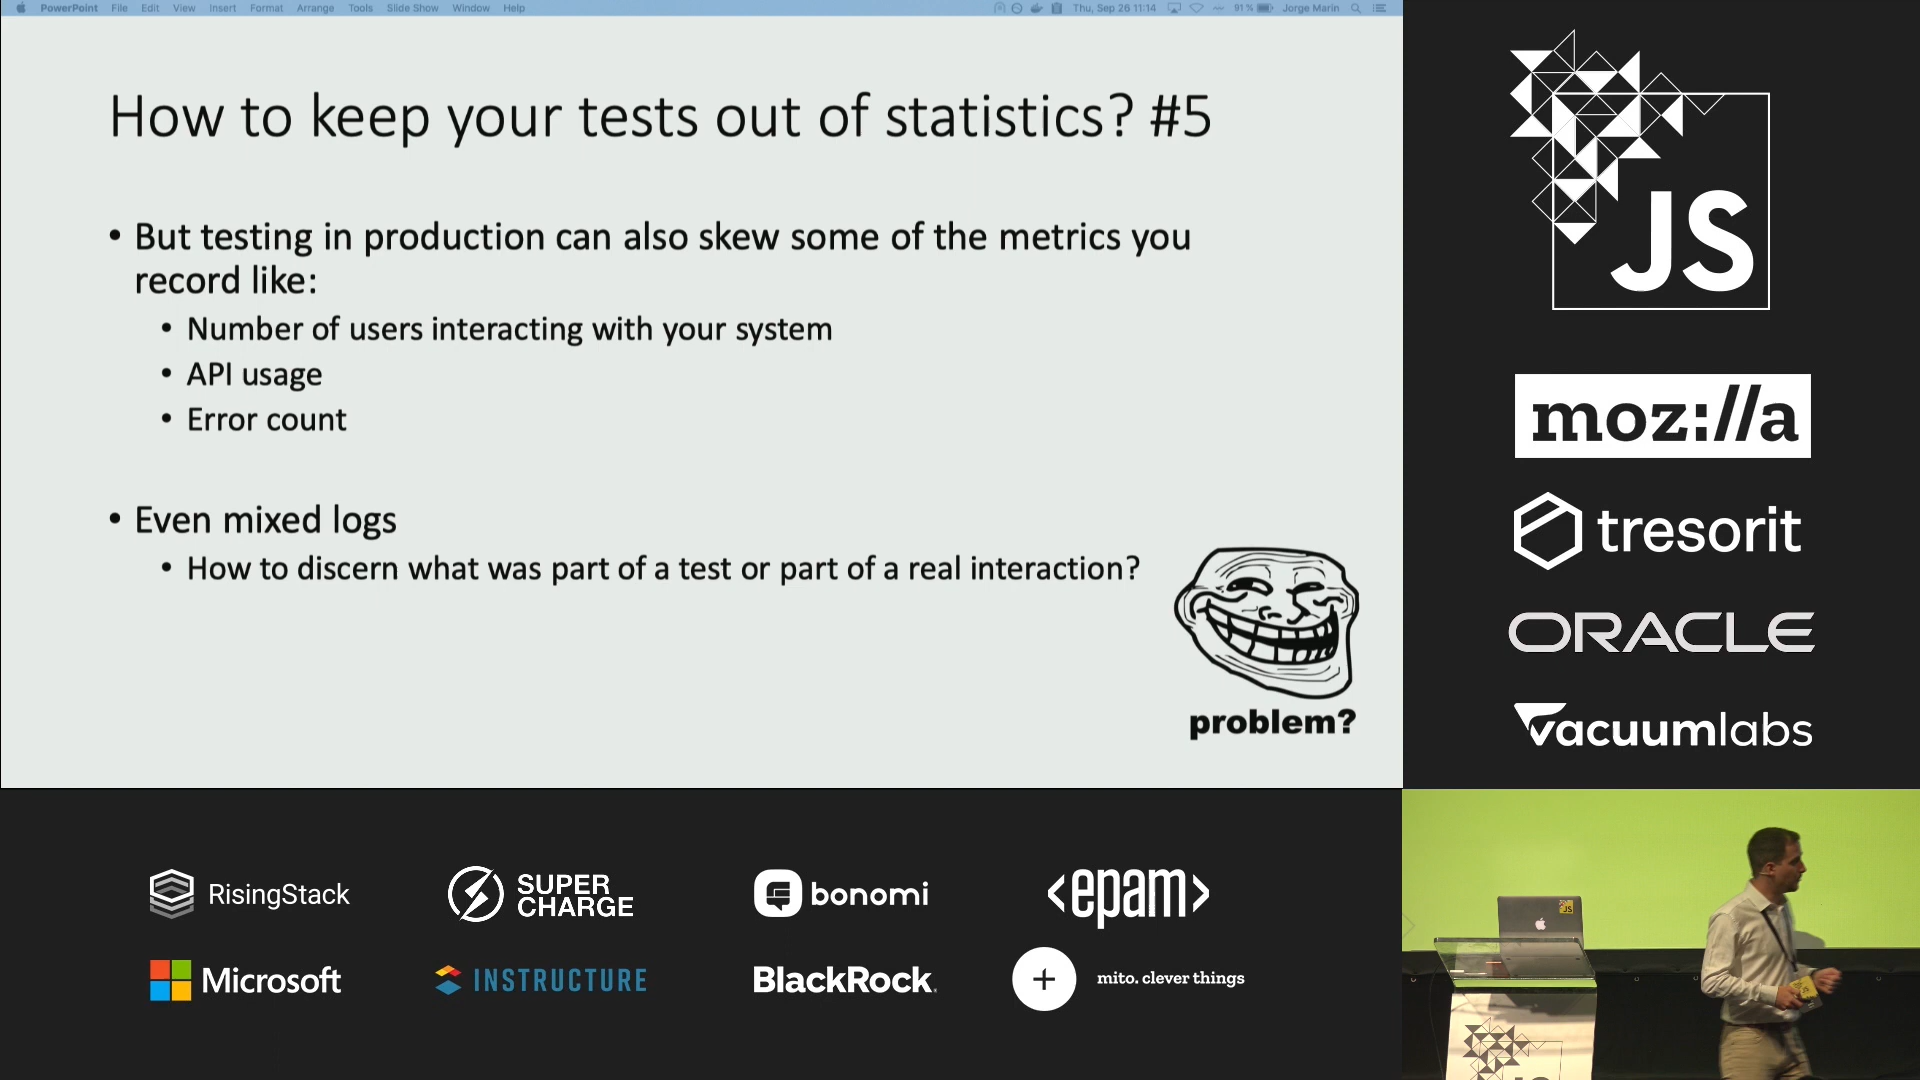 PowerPoint File Edit View Insert Format Arrange Tools Slide Show Window Help Thu, Sep 26 11:14 91% Jorge Marin
How to keep your tests out of statistics? #5
• But testing in production can also skew some of the metrics you
record like:
• Number of users interacting with your system
• API usage
• Error count
• Even mixed logs
• How to discern what was part of a test or part of a real interaction?
problem?
JS
moz://a
tresorit
ORACLE
vacuumlabs
RisingStack
SUPER
CHARGE
bonomi
<epam>
Microsoft
INSTRUCTURE
BlackRock.
+
mito. clever things
JS
JS